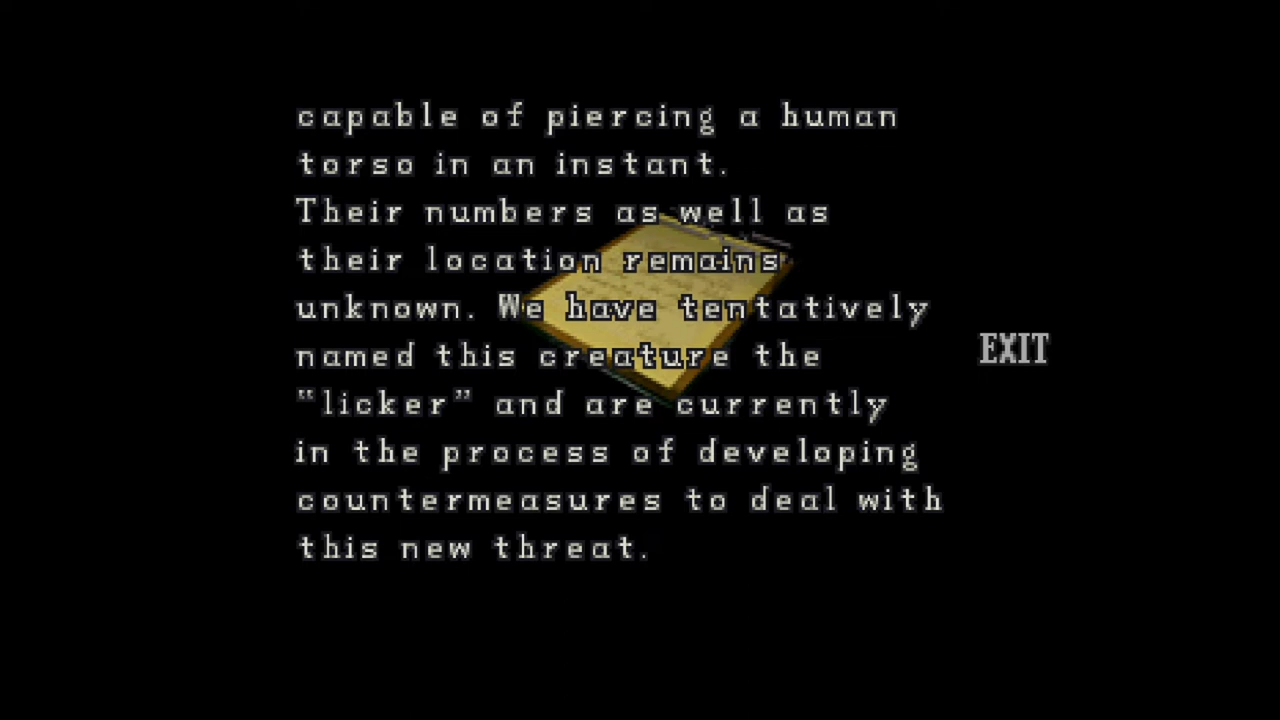 capable of piercing a human
torso in an instant.
Their numbers as well as
their location remains
unknown. We have tentatively
named this creature the
"licker" and are currently
in the process of developing
countermeasures to deal with
this new threat.
EXIT